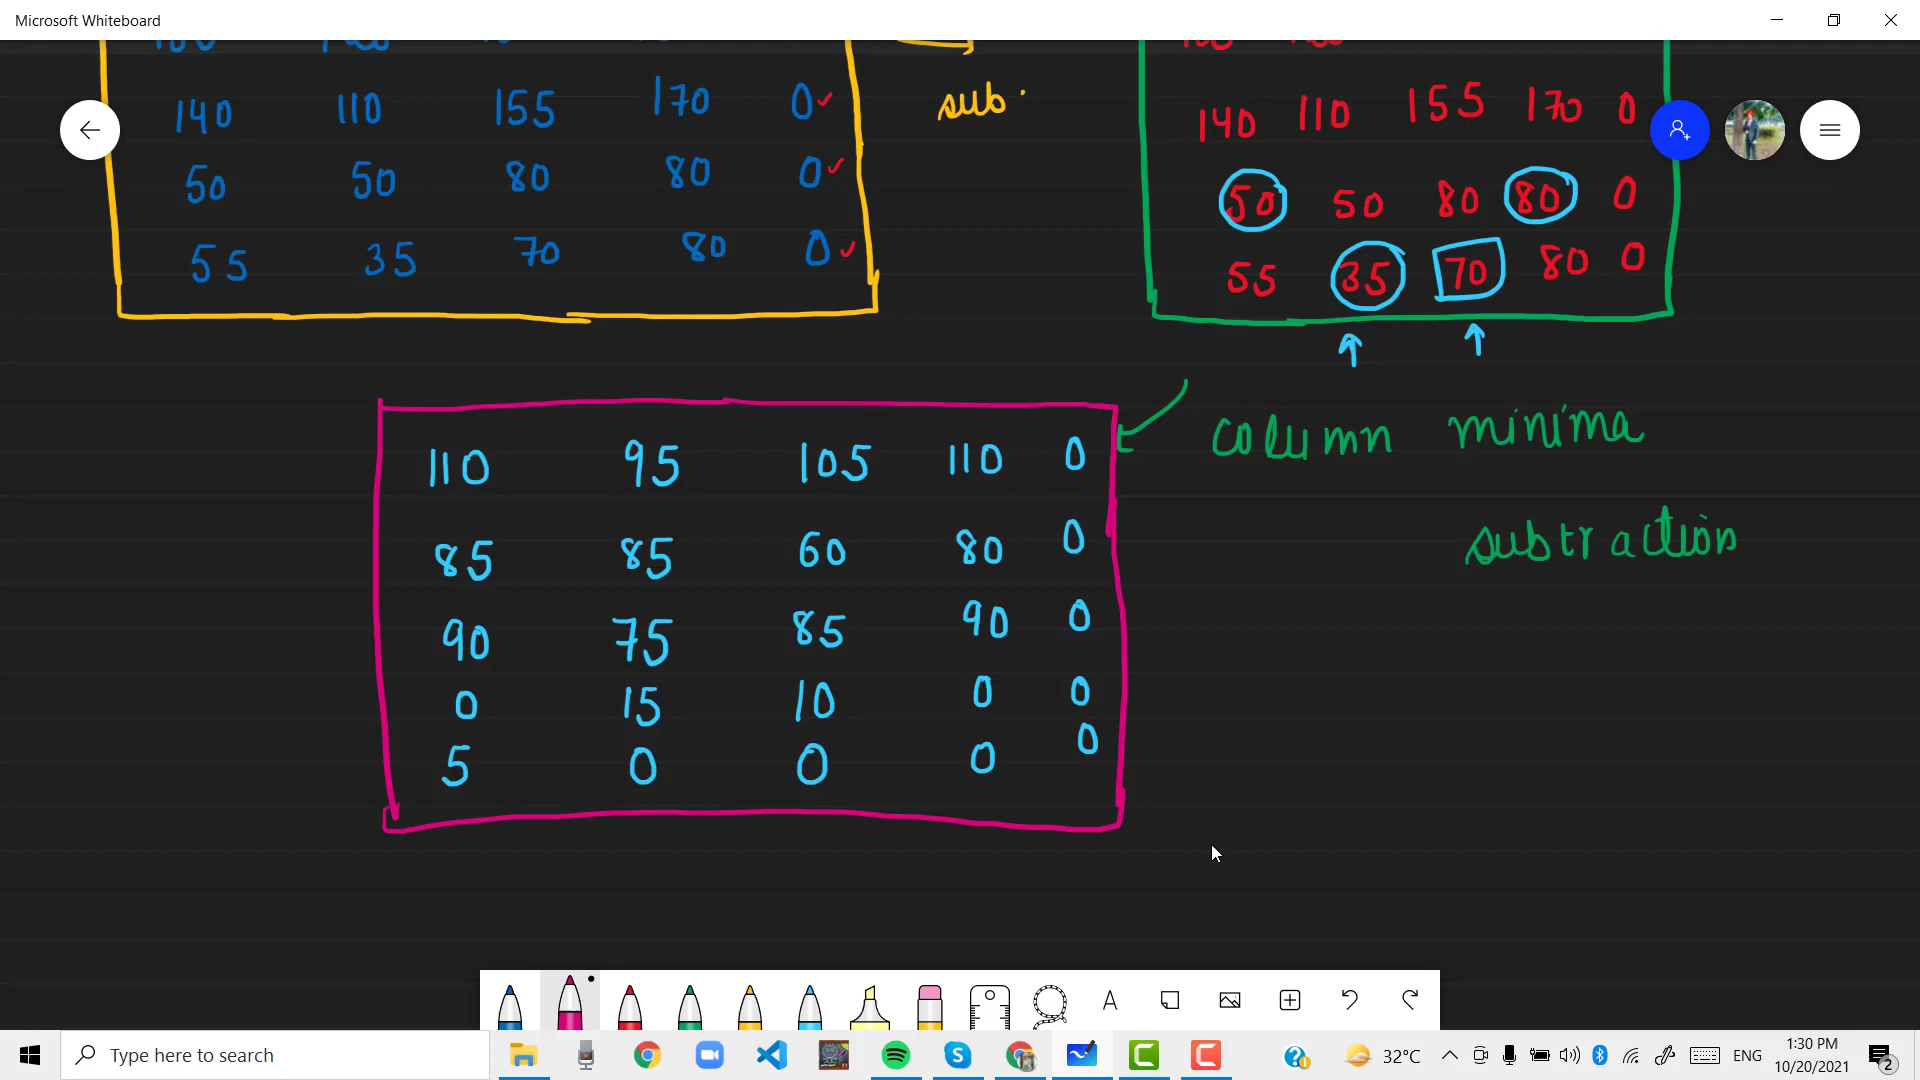 Microsoft Whiteboard
140 110 155 170 0
50 50 80 80 0
55 35 70 80 0
sub.
140 110 155 170 0
50 50 80 80 0
55 35 70 80 0
110 95 105 110 0
85 85 60 80 0
90 75 85 90 0
0 15 10 0 0
5 0 0 0 0
column minima
subtraction
A
Type here to search
32°C
ENG
1:30 PM
10/20/2021
2